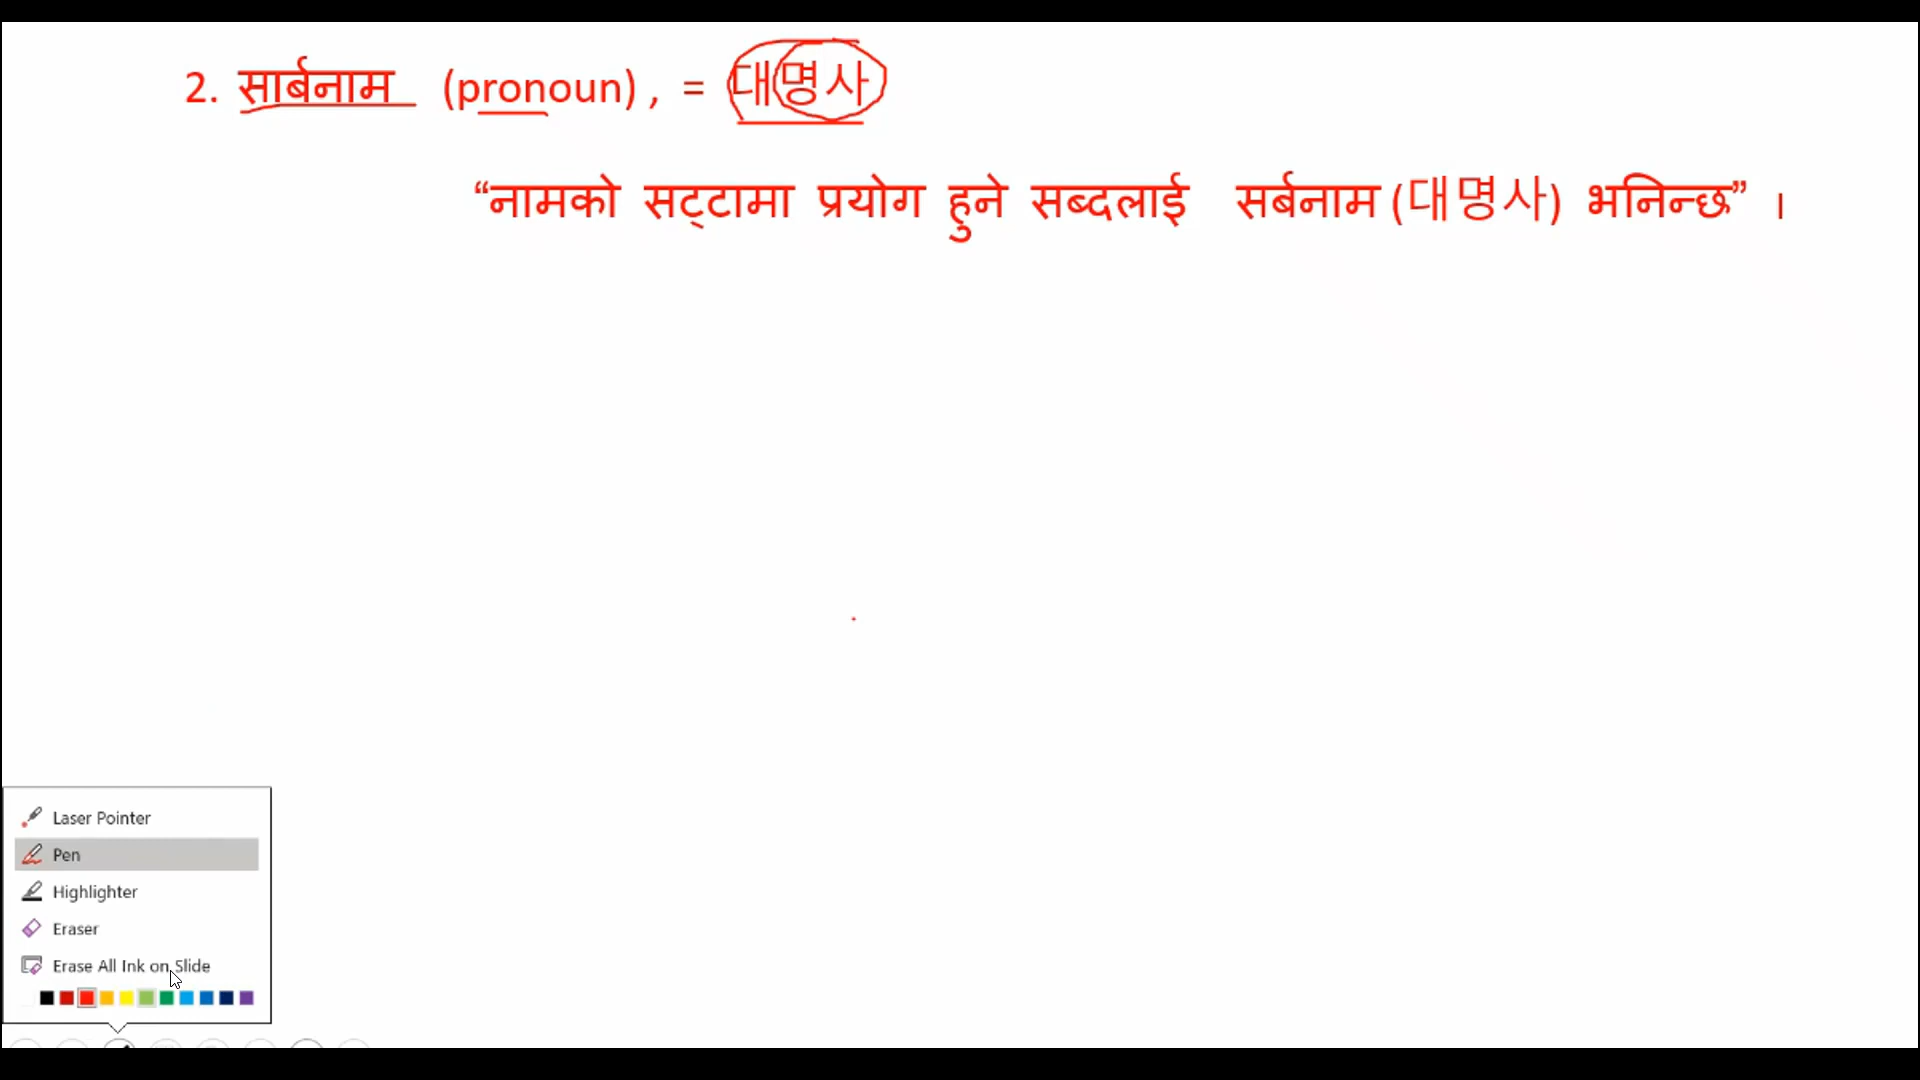 2. सार्बनाम (pronoun) , = 대명사
“नामको सट्टामा प्रयोग हुने सब्दलाई सर्बनाम (대명사) भनिन्छ” ।
Laser Pointer
Pen
Highlighter
Eraser
Erase All Ink on Slide